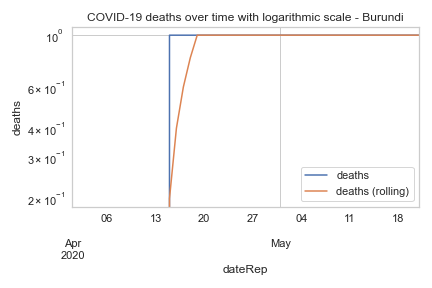 COVID-19 deaths over time with logarithmic scale - Burundi
10⁰
6 × 10⁻¹
4 × 10⁻¹
3 × 10⁻¹
2 × 10⁻¹
deaths
deaths
deaths (rolling)
06 13 20 27 04 11 18
Apr May
2020
dateRep